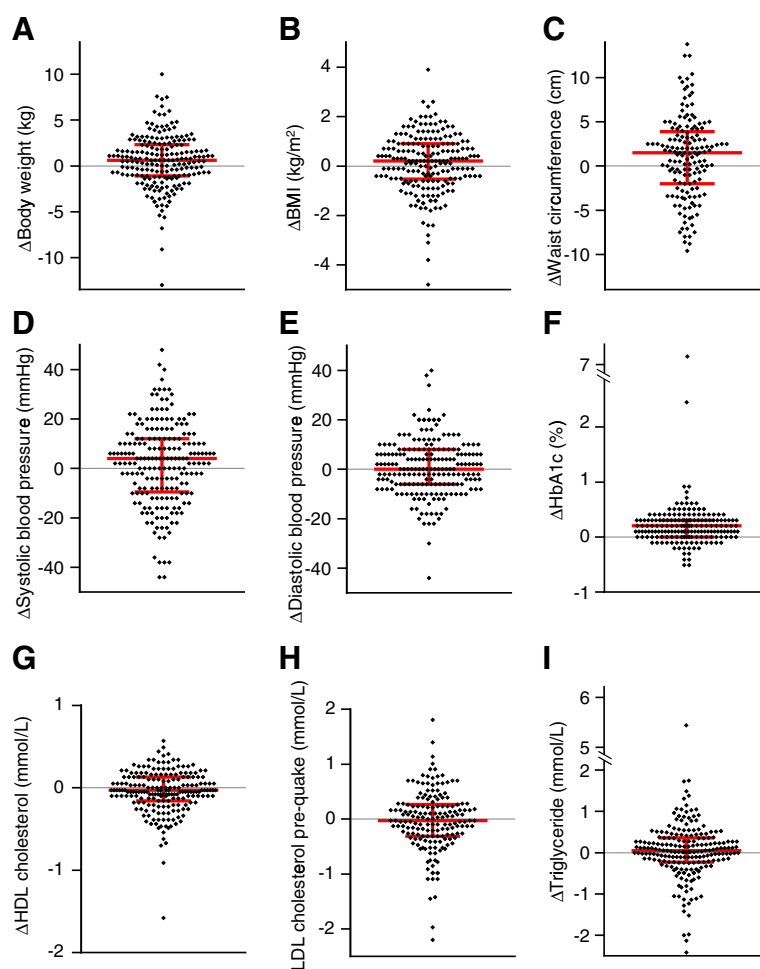 A
ΔBody weight (kg)
10
5
0
-5
-10
B
ΔBMI (kg/m²)
4
2
0
-2
-4
C
ΔWaist circumference (cm)
10
5
0
-5
-10
D
ΔSystolic blood pressure (mmHg)
40
20
0
-20
-40
E
ΔDiastolic blood pressure (mmHg)
40
20
0
-20
-40
F
ΔHbA1c (%)
7
2
1
0
-1
G
ΔHDL cholesterol (mmol/L)
1
0
-1
-2
H
LDL cholesterol pre-quake (mmol/L)
2
1
0
-1
-2
I
ΔTriglyceride (mmol/L)
6
5
2
1
0
-1
-2